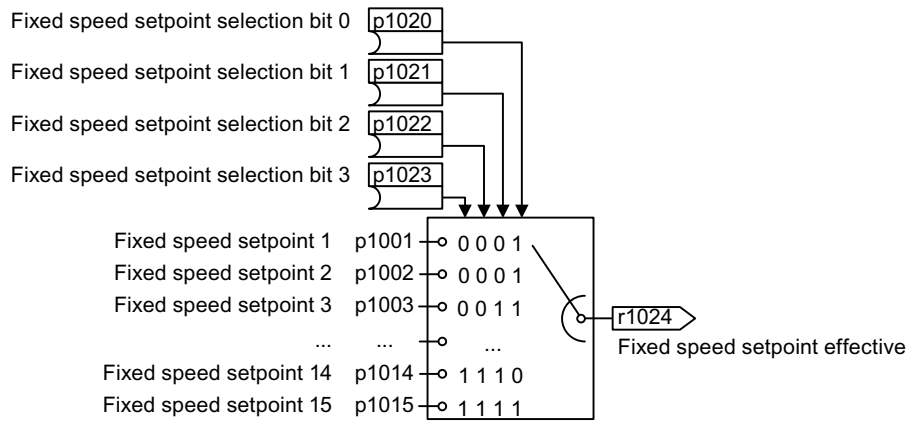 Fixed speed setpoint selection bit 0 p1020
Fixed speed setpoint selection bit 1 p1021
Fixed speed setpoint selection bit 2 p1022
Fixed speed setpoint selection bit 3 p1023
Fixed speed setpoint 1 p1001 0 0 0 1
Fixed speed setpoint 2 p1002 0 0 0 1
Fixed speed setpoint 3 p1003 0 0 1 1
r1024
... ... ...
Fixed speed setpoint effective
Fixed speed setpoint 14 p1014 1 1 1 0
Fixed speed setpoint 15 p1015 1 1 1 1